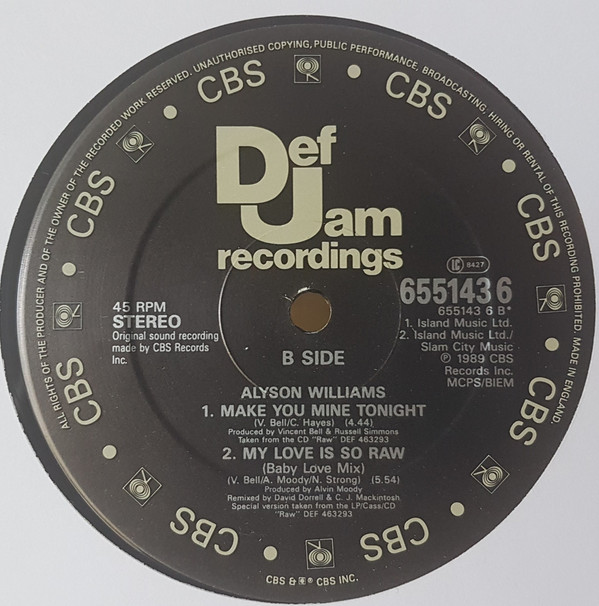 ALL RIGHTS OF THE PRODUCER AND OF THE OWNER OF THE RECORDED WORK RESERVED. UNAUTHORISED COPYING, PUBLIC PERFORMANCE, BROADCASTING, HIRING OR RENTAL OF THIS RECORDING PROHIBITED. MADE IN ENGLAND.
CBS
CBS
CBS
CBS
CBS
CBS
CBS
CBS
Def
Jam
recordings
45 RPM
STEREO
Original sound recording
made by CBS Records
Inc.
LC 8427
655143 6
655143 6 B*
1. Island Music Ltd.
2. Island Music Ltd./
Slam City Music
℗ 1989 CBS
Records Inc.
MCPS/BIEM
B SIDE
ALYSON WILLIAMS
1. MAKE YOU MINE TONIGHT
(V. Bell/C. Hayes) (4.44)
Produced by Vincent Bell & Russell Simmons
Taken from the CD "Raw" DEF 463293
2. MY LOVE IS SO RAW
(Baby Love Mix)
(V. Bell/A. Moody/N. Strong) (5.54)
Produced by Alvin Moody
Remixed by David Dorrell & C. J. Mackintosh
Special version taken from the LP/Cass/CD
"Raw" DEF 463293
CBS & ® CBS INC.